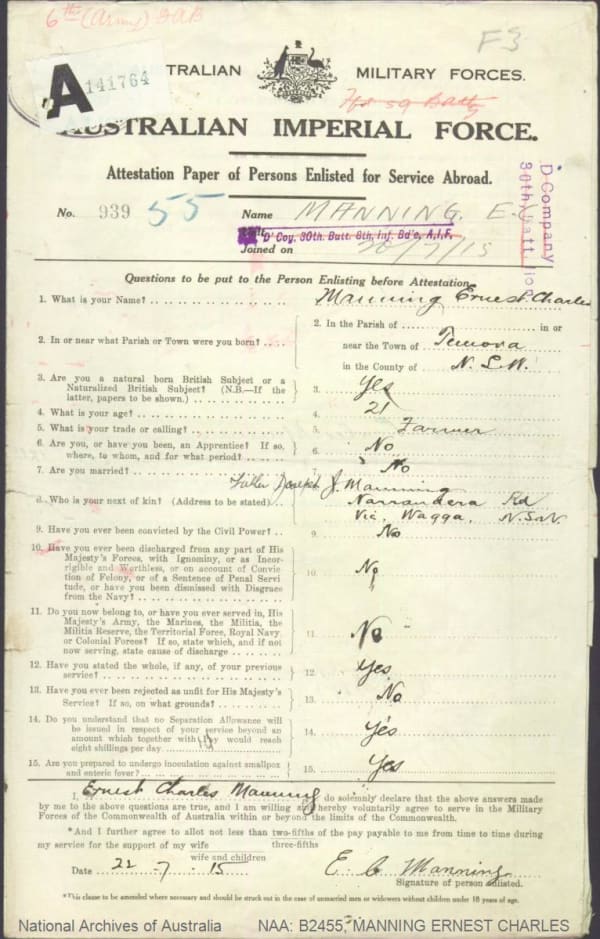 6th (Army) BAB
F3
A 141764
TRALIAN MILITARY FORCES.
AUSTRALIAN IMPERIAL FORCE.
Attestation Paper of Persons Enlisted for Service Abroad.
No. 939 55 Name MANNING. E. C.
D' Coy, 30th. Batt. 8th, Inf. Bd'e, A.I.F.
Joined on /7/15
D Company
30th Battalion
Questions to be put to the Person Enlisting before Attestation.
1. What is your Name? Manning Ernest Charles
2. In or near what Parish or Town were you born?
2. In the Parish of in or
near the Town of Temora
in the County of N.S.W.
3. Are you a natural born British Subject or a
Naturalized British Subject? (N.B.—If the
latter, papers to be shown.)
3. Yes
4. What is your age? 4. 21
5. What is your trade or calling? 5. Farmer
6. Are you, or have you been, an Apprentice? If so,
where, to whom, and for what period?
6. No
7. Are you married? 7. No
Father Joseph J. Manning
8. Who is your next of kin? (Address to be stated)
Narrandera Rd
Via, Wagga, N.S.W.
9. Have you ever been convicted by the Civil Power? 9. No
10. Have you ever been discharged from any part of His
Majesty's Forces, with Ignominy, or as Incor-
rigible and Worthless, or on account of Convic
tion of Felony, or of a Sentence of Penal Servi
tude, or have you been dismissed with Disgrace
from the Navy?
10. No
11. Do you now belong to, or have you ever served in, His
Majesty's Army, the Marines, the Militia, the
Militia Reserve, the Territorial Force, Royal Navy
or Colonial Forces? If so, state which, and if not
now serving, state cause of discharge
11. No
12. Have you stated the whole, if any, of your previous
service?
12. Yes
13. Have you ever been rejected as unfit for His Majesty's
Service? If so, on what grounds?
13. No
14. Do you understand that no Separation Allowance will
be issued in respect of your service beyond an
amount which together with pay would reach
eight shillings per day
14. Yes
15. Are you prepared to undergo inoculation against smallpox
and enteric fever?
15. Yes
I, Ernest Charles Manning do solemnly declare that the above answers made
by me to the above questions are true, and I am willing and hereby voluntarily agree to serve in the Military
Forces of the Commonwealth of Australia within or beyond the limits of the Commonwealth.
*And I further agree to allot not less than two-fifths of the pay payable to me from time to time during
three-fifths
my service for the support of my wife
wife and children
Date 22 . 7 . 15
E. C. Manning
Signature of person enlisted.
*This clause to be amended where necessary and should be struck out in the case of unmarried men or widowers without children under 18 years of age.
National Archives of Australia NAA: B2455, MANNING ERNEST CHARLES